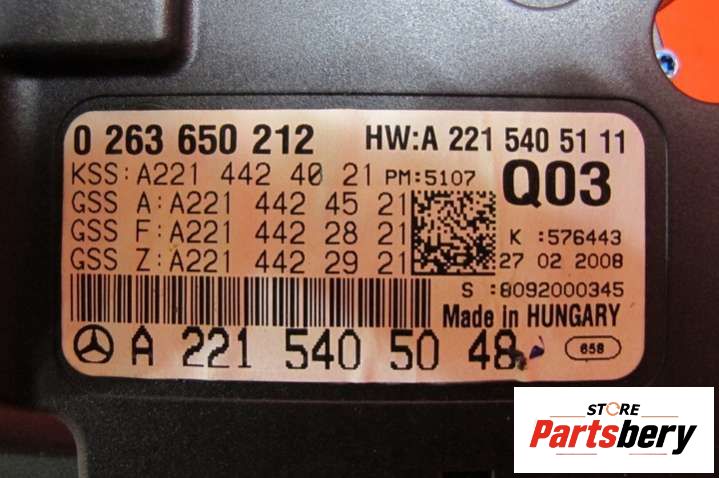 0 263 650 212 HW:A 221 540 51 11
KSS:A221 442 40 21 PM:5107 Q03
GSS A:A221 442 45 21
GSS F:A221 442 28 21 K :576443
GSS Z:A221 442 29 21 27 02 2008
S :8092000345
Made in HUNGARY
A 221 540 50 48 658
STORE
Partsbery